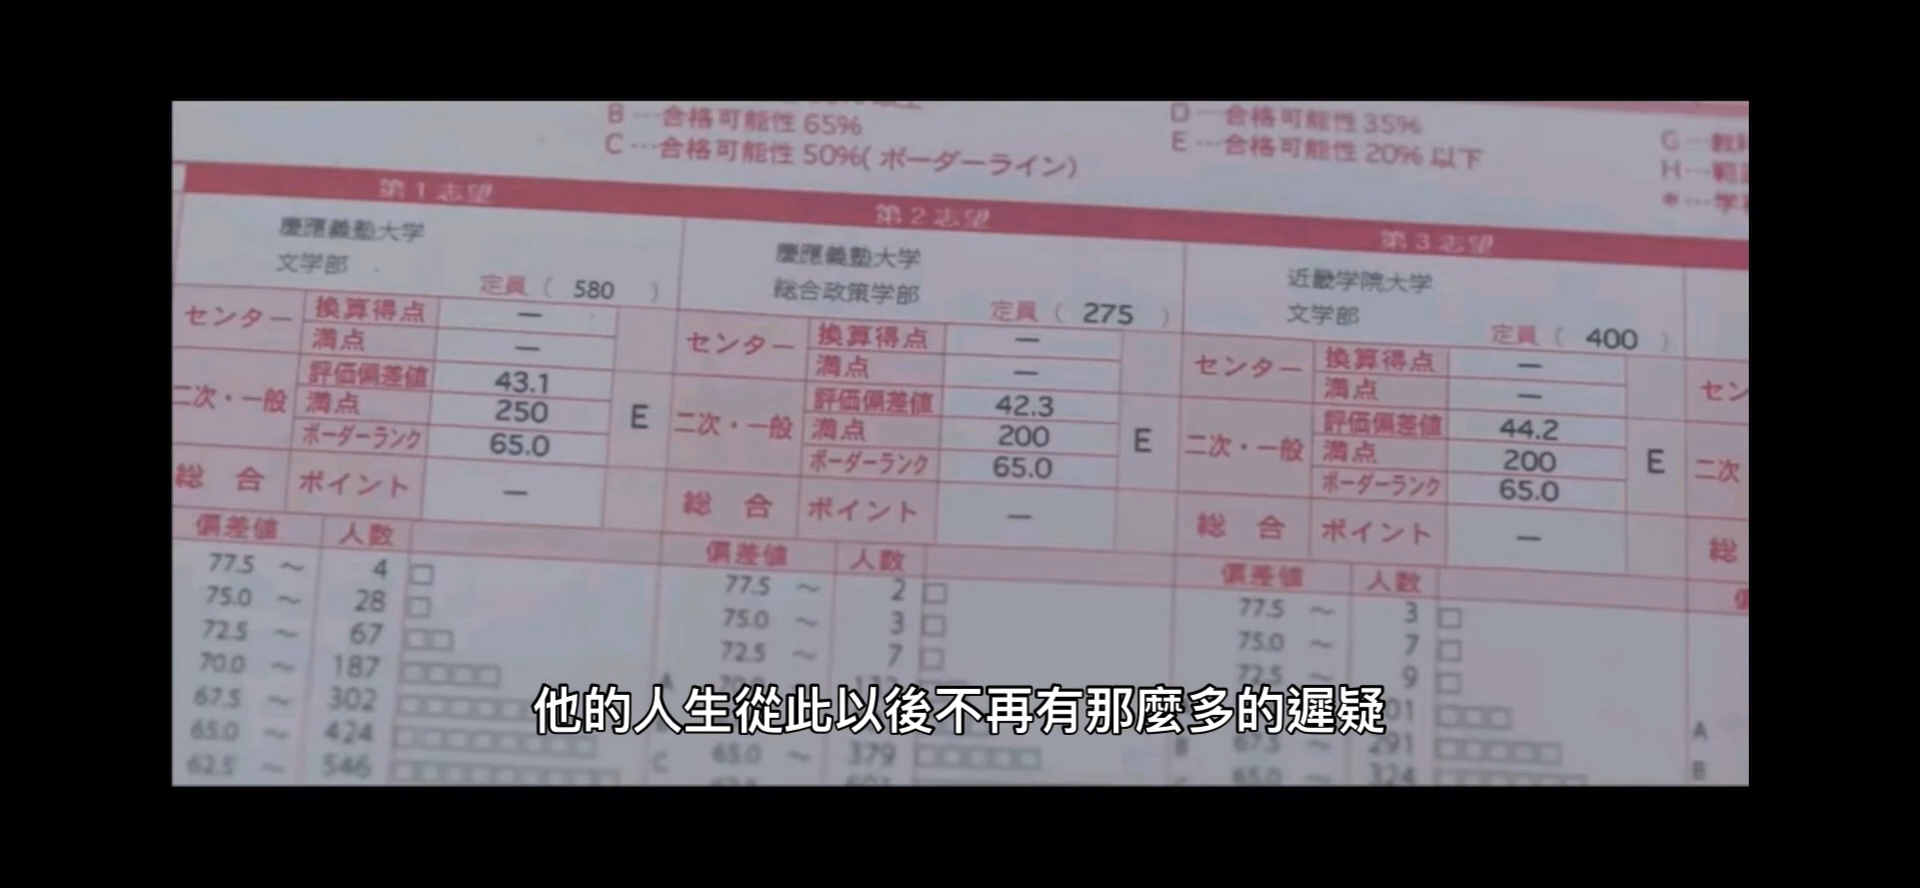 B…合格可能性 65%
C…合格可能性 50%(ボーダーライン)
D…合格可能性 35%
E…合格可能性 20% 以下
G…教
H…範
*…学
第1志望
慶應義塾大学
文学部
定員( 580 )
センター 換算得点 —
満点 —
二次・一般 評価偏差値 43.1
満点 250 E
ボーダーランク 65.0
総合 ポイント —
偏差値 人数
77.5 ~ 4
75.0 ~ 28
72.5 ~ 67
70.0 ~ 187
67.5 ~ 302
65.0 ~ 424
62.5 ~ 546
第2志望
慶應義塾大学
総合政策学部
定員( 275 )
センター 換算得点 —
満点 —
二次・一般 評価偏差値 42.3
満点 200 E
ボーダーランク 65.0
総合 ポイント —
偏差値 人数
77.5 ~ 2
75.0 ~ 3
72.5 ~ 7
65.0 ~ 379
C
第3志望
近畿学院大学
文学部
定員( 400 )
センター 換算得点 —
満点 —
二次・一般 評価偏差値 44.2
満点 200 E
ボーダーランク 65.0
総合 ポイント —
偏差値 人数
77.5 ~ 3
75.0 ~ 7
72.5 ~ 9
67.5 ~ 291
65.0 ~ 324
B
A
B
セン
二次
総
他的人生從此以後不再有那麼多的遲疑